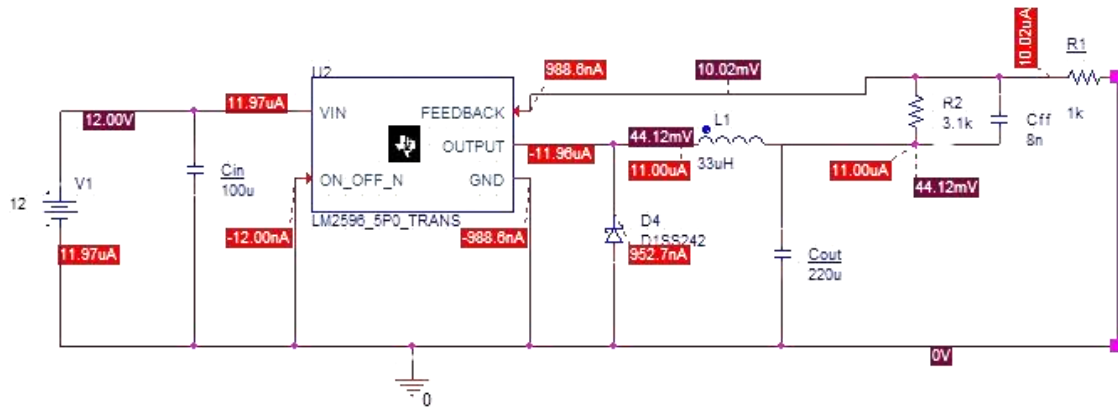 10.02uA
R1
1k
U2
988.6nA
10.02mV
11.97uA
VIN
FEEDBACK
R2
3.1k
Cff
8n
12.00V
L1
44.12mV
OUTPUT
-11.96uA
11.00uA
33uH
11.00uA
44.12mV
Cin
100u
ON_OFF_N
GND
V1
12
LM2596_5P0_TRANS
-12.00nA
-988.6nA
D4
D1SS242
952.7nA
11.97uA
Cout
220u
0V
0